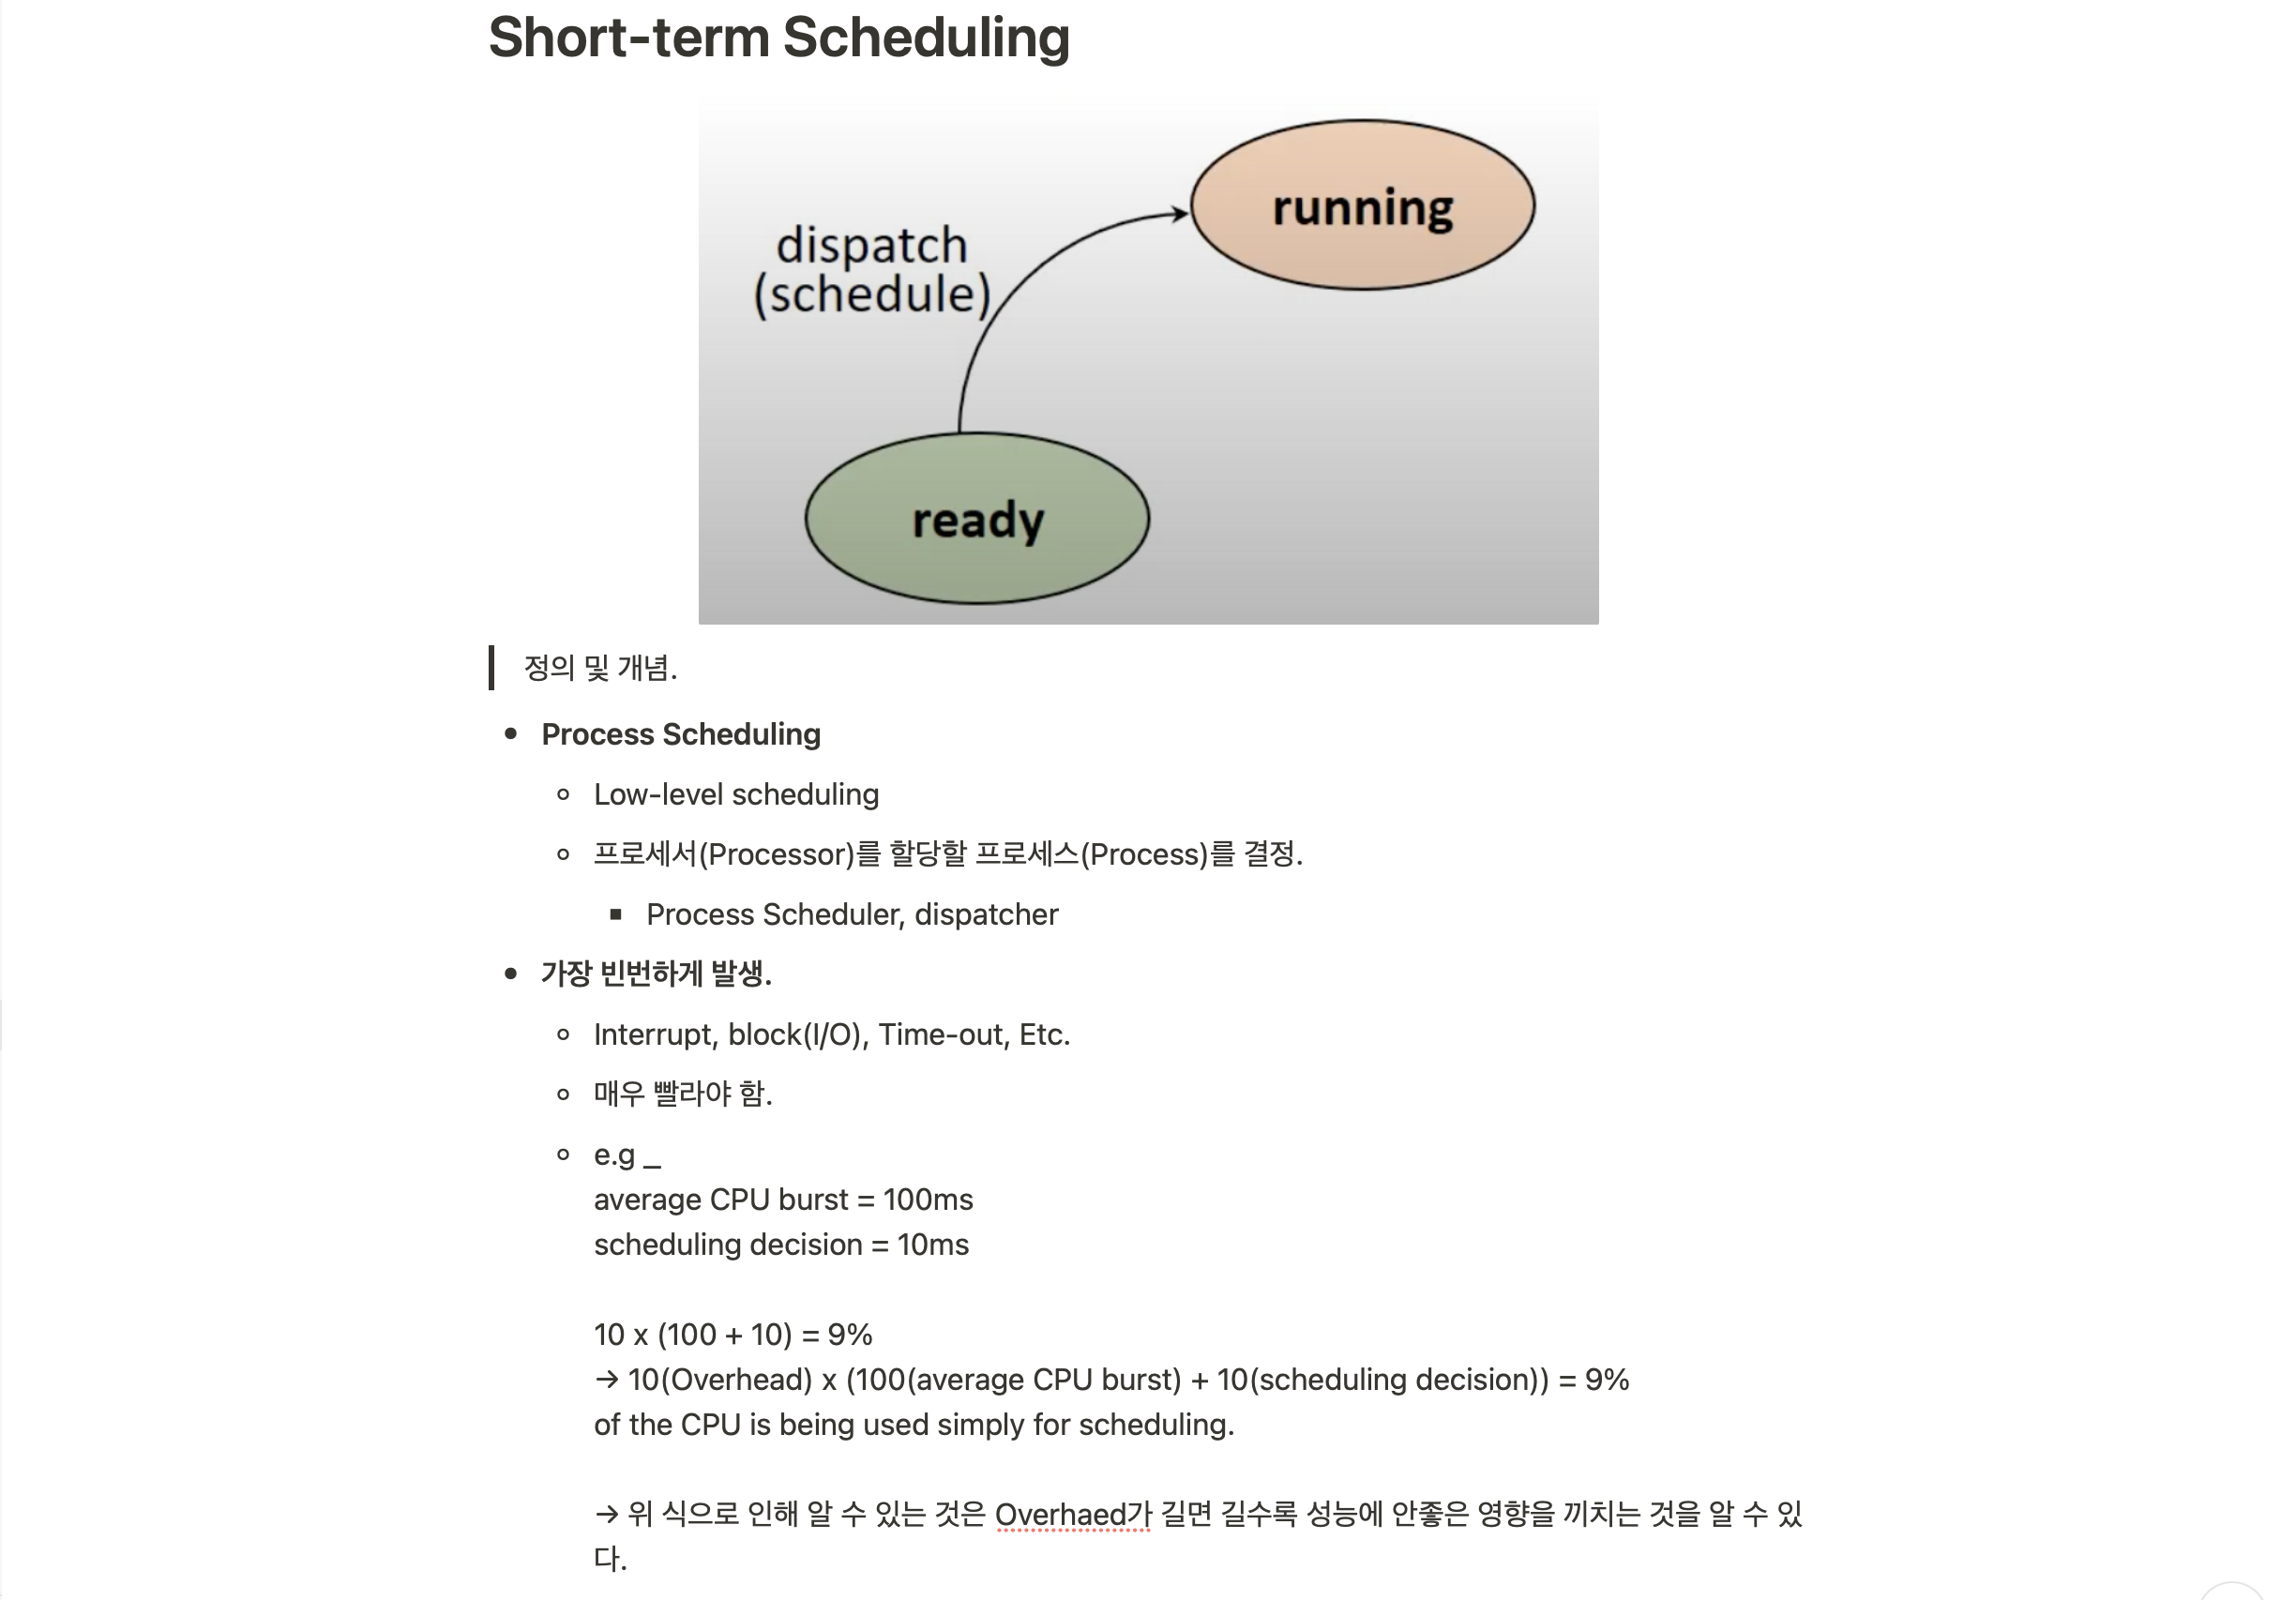 Short-term Scheduling
running
dispatch
(schedule)
ready
정의 및 개념.
Process Scheduling
Low-level scheduling
프로세서(Processor)를 할당할 프로세스(Process)를 결정.
Process Scheduler, dispatcher
가장 빈번하게 발생.
Interrupt, block(I/O), Time-out, Etc.
매우 빨라야 함.
e.g _
average CPU burst = 100ms
scheduling decision = 10ms
10 x (100 + 10) = 9%
→ 10(Overhead) x (100(average CPU burst) + 10(scheduling decision)) = 9%
of the CPU is being used simply for scheduling.
→ 위 식으로 인해 알 수 있는 것은 Overhaed가 길면 길수록 성능에 안좋은 영향을 끼치는 것을 알 수 있
다.